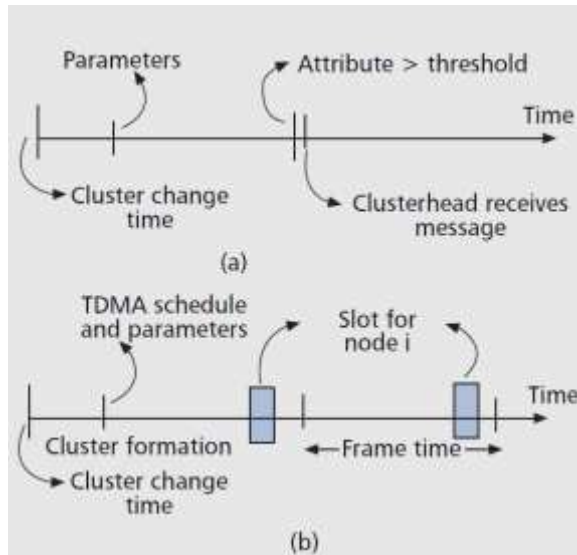 Parameters
Attribute > threshold
Time
Cluster change
time
Clusterhead receives
message
(a)
TDMA schedule
and parameters
Slot for
node i
Time
Cluster formation
Frame time
Cluster change
time
(b)